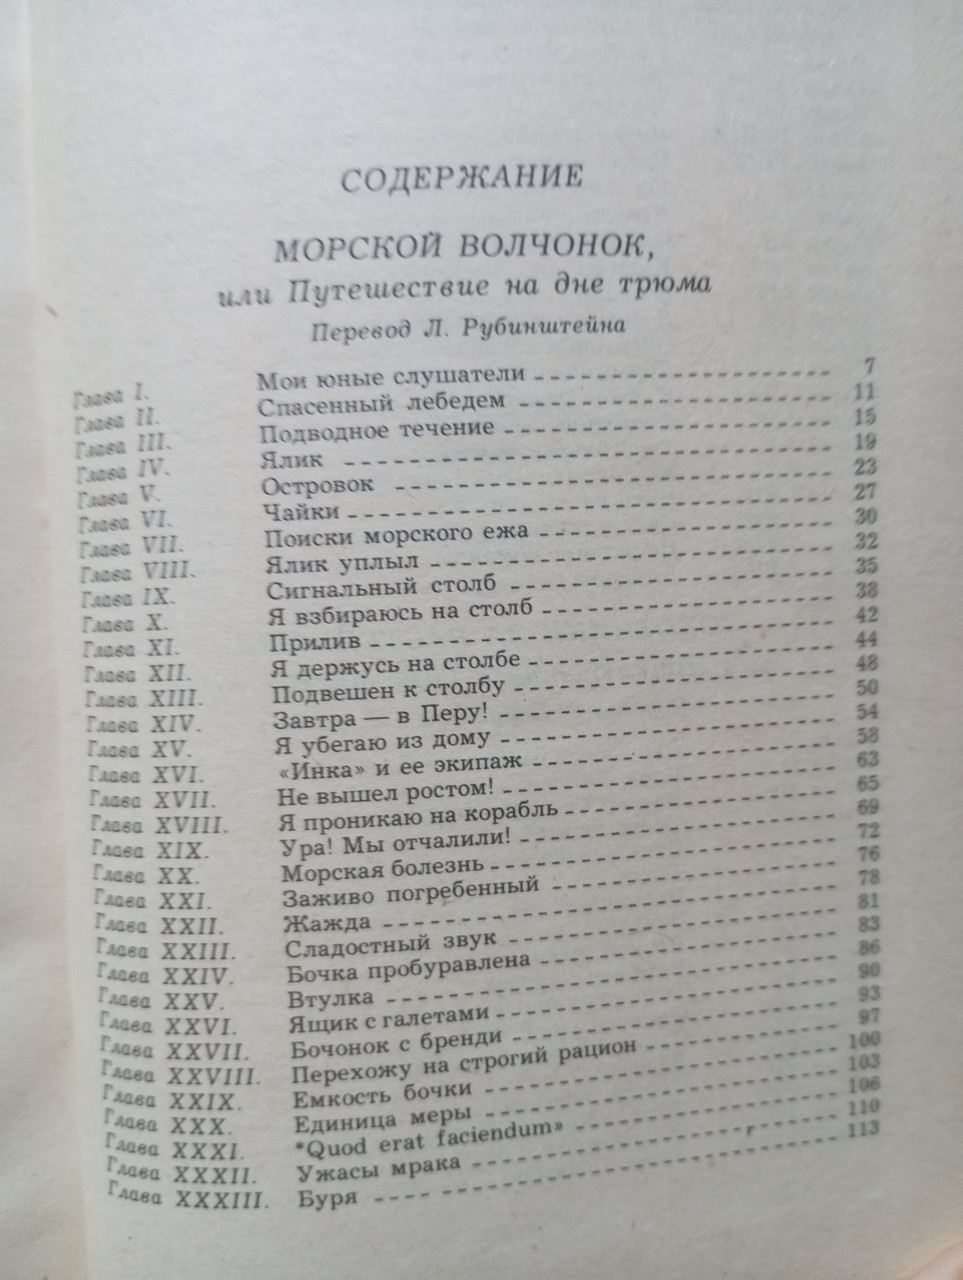 СОДЕРЖАНИЕ
МОРСКОЙ ВОЛЧОНОК,
или Путешествие на дне трюма
Перевод Л. Рубинштейна
Глава I. Мои юные слушатели 7
Глава II. Спасенный лебедем 11
Глава III. Подводное течение 15
Глава IV. Ялик 19
Глава V. Островок 23
Глава VI. Чайки 27
Глава VII. Поиски морского ежа 30
Глава VIII. Ялик уплыл 32
Глава IX. Сигнальный столб 35
Глава X. Я взбираюсь на столб 38
Глава XI. Прилив 42
Глава XII. Я держусь на столбе 44
Глава XIII. Подвешен к столбу 48
Глава XIV. Завтра — в Перу! 50
Глава XV. Я убегаю из дому 54
Глава XVI. «Инка» и ее экипаж 58
Глава XVII. Не вышел ростом! 63
Глава XVIII. Я проникаю на корабль 65
Глава XIX. Ура! Мы отчалили! 69
Глава XX. Морская болезнь 72
Глава XXI. Заживо погребенный 76
Глава XXII. Жажда 78
Глава XXIII. Сладостный звук 81
Глава XXIV. Бочка пробуравлена 83
Глава XXV. Втулка 86
Глава XXVI. Ящик с галетами 90
Глава XXVII. Бочонок с бренди 93
Глава XXVIII. Перехожу на строгий рацион 97
Глава XXIX. Емкость бочки 100
Глава XXX. Единица меры 103
Глава XXXI. "Quod erat faciendum» 106
Глава XXXII. Ужасы мрака 110
Глава XXXIII. Буря 113